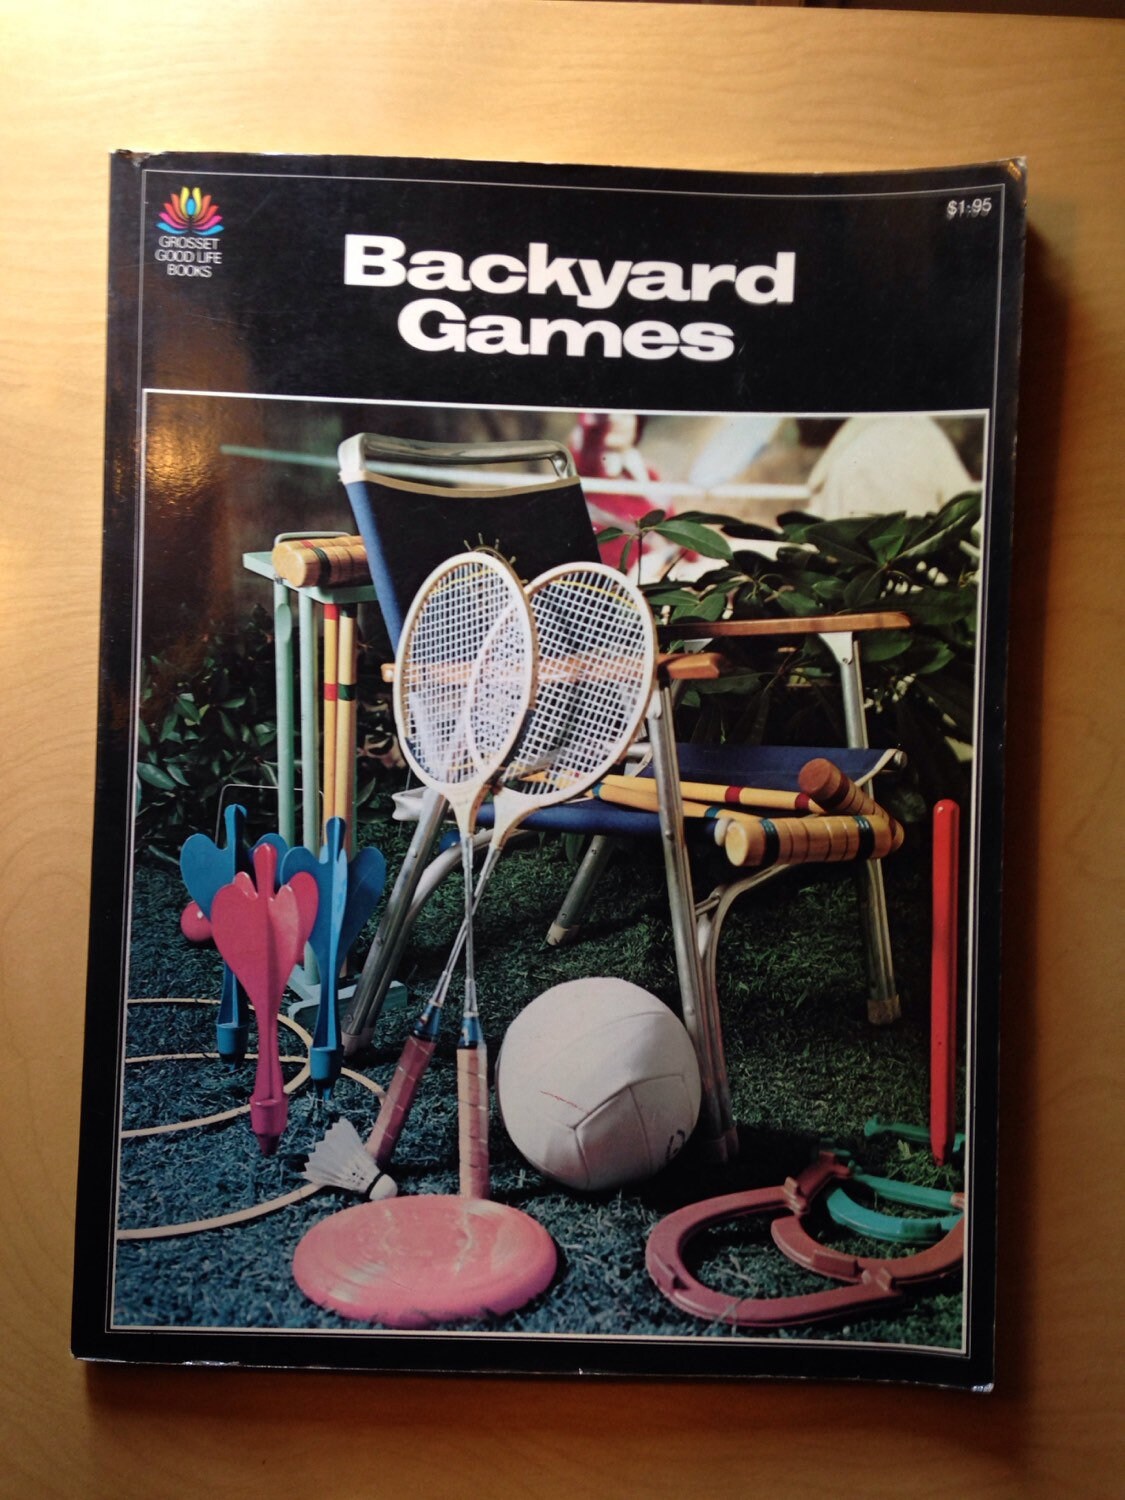 GROSSET
GOOD LIFE
BOOKS
$1.95
Backyard
Games